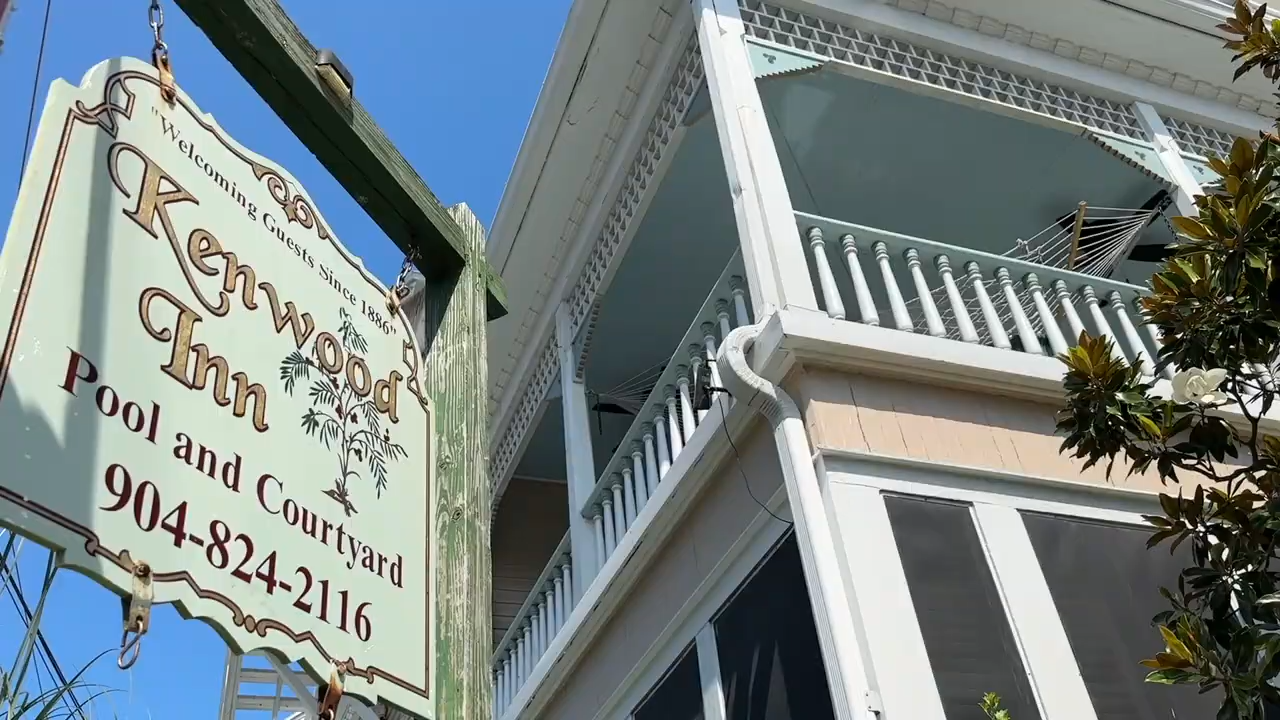 "Welcoming Guests Since 1886"
Kenwood
Inn
Pool and Courtyard
904-824-2116